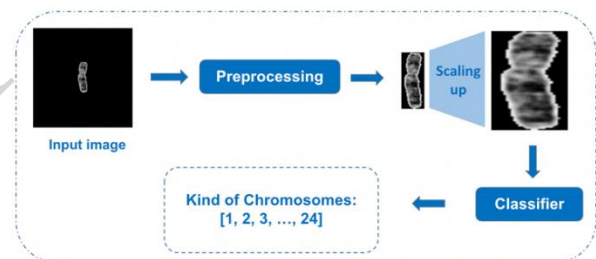 Preprocessing
Scaling
up
Input image
Kind of Chromosomes:
[1, 2, 3, …, 24]
Classifier